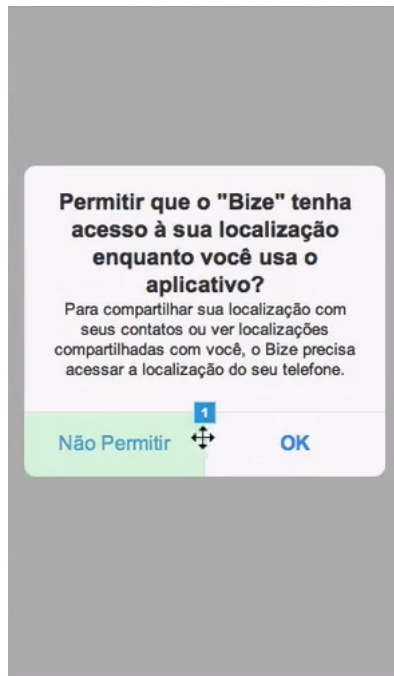 Permitir que o "Bize" tenha
acesso à sua localização
enquanto você usa o
aplicativo?
Para compartilhar sua localização com
seus contatos ou ver localizações
compartilhadas com você, o Bize precisa
acessar a localização do seu telefone.
1
Não Permitir OK